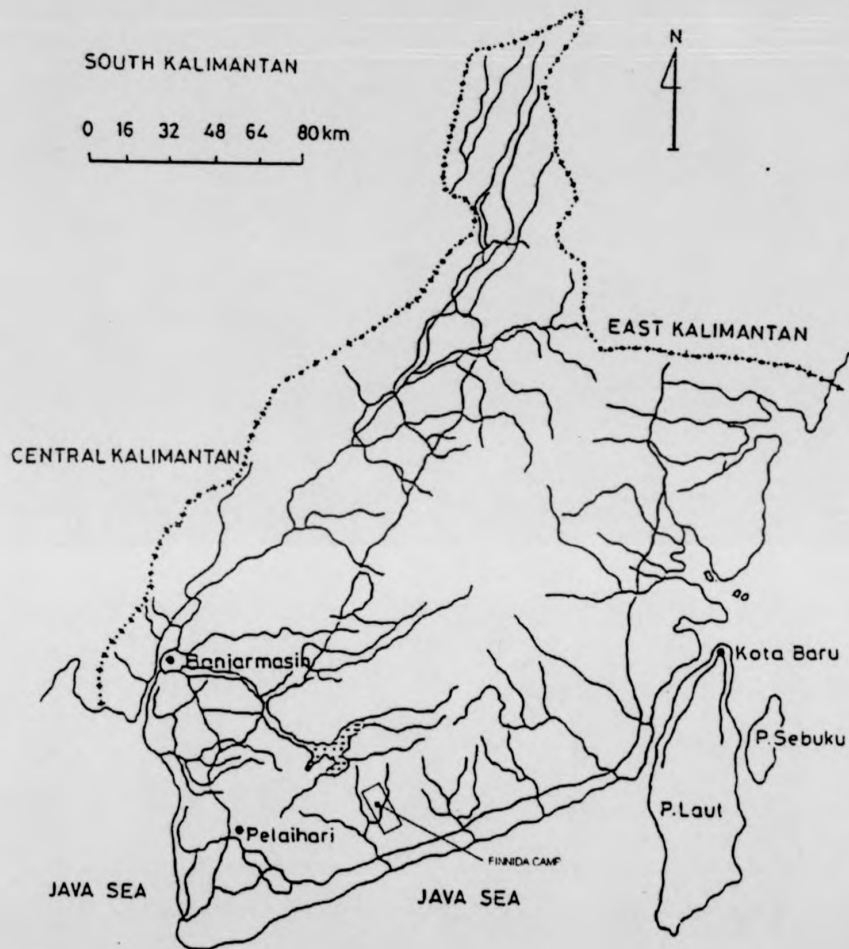 SOUTH KALIMANTAN
N
0 16 32 48 64 80 km
EAST KALIMANTAN
CENTRAL KALIMANTAN
Banjarmasin
Kota Baru
P. Sebuku
P. Laut
Pelaihari
FINNIDA CAMP
JAVA SEA
JAVA SEA